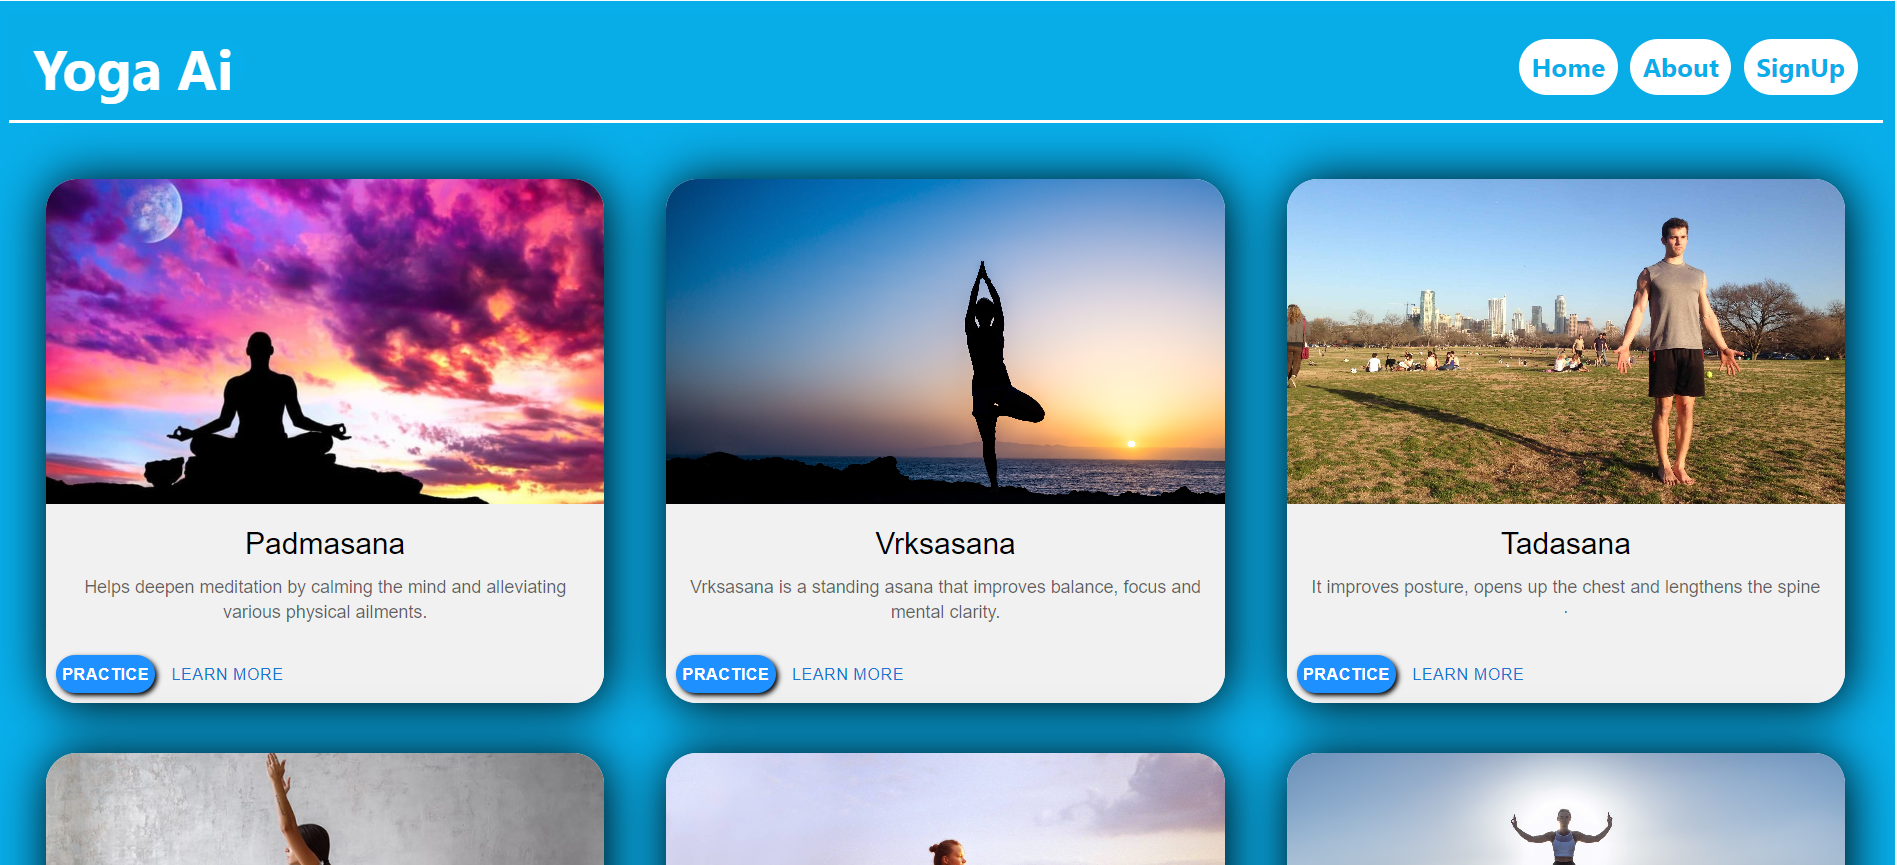 Yoga Ai
Home About SignUp
Padmasana
Helps deepen meditation by calming the mind and alleviating
various physical ailments.
PRACTICE LEARN MORE
Vrksasana
Vrksasana is a standing asana that improves balance, focus and
mental clarity.
PRACTICE LEARN MORE
Tadasana
It improves posture, opens up the chest and lengthens the spine
.
PRACTICE LEARN MORE